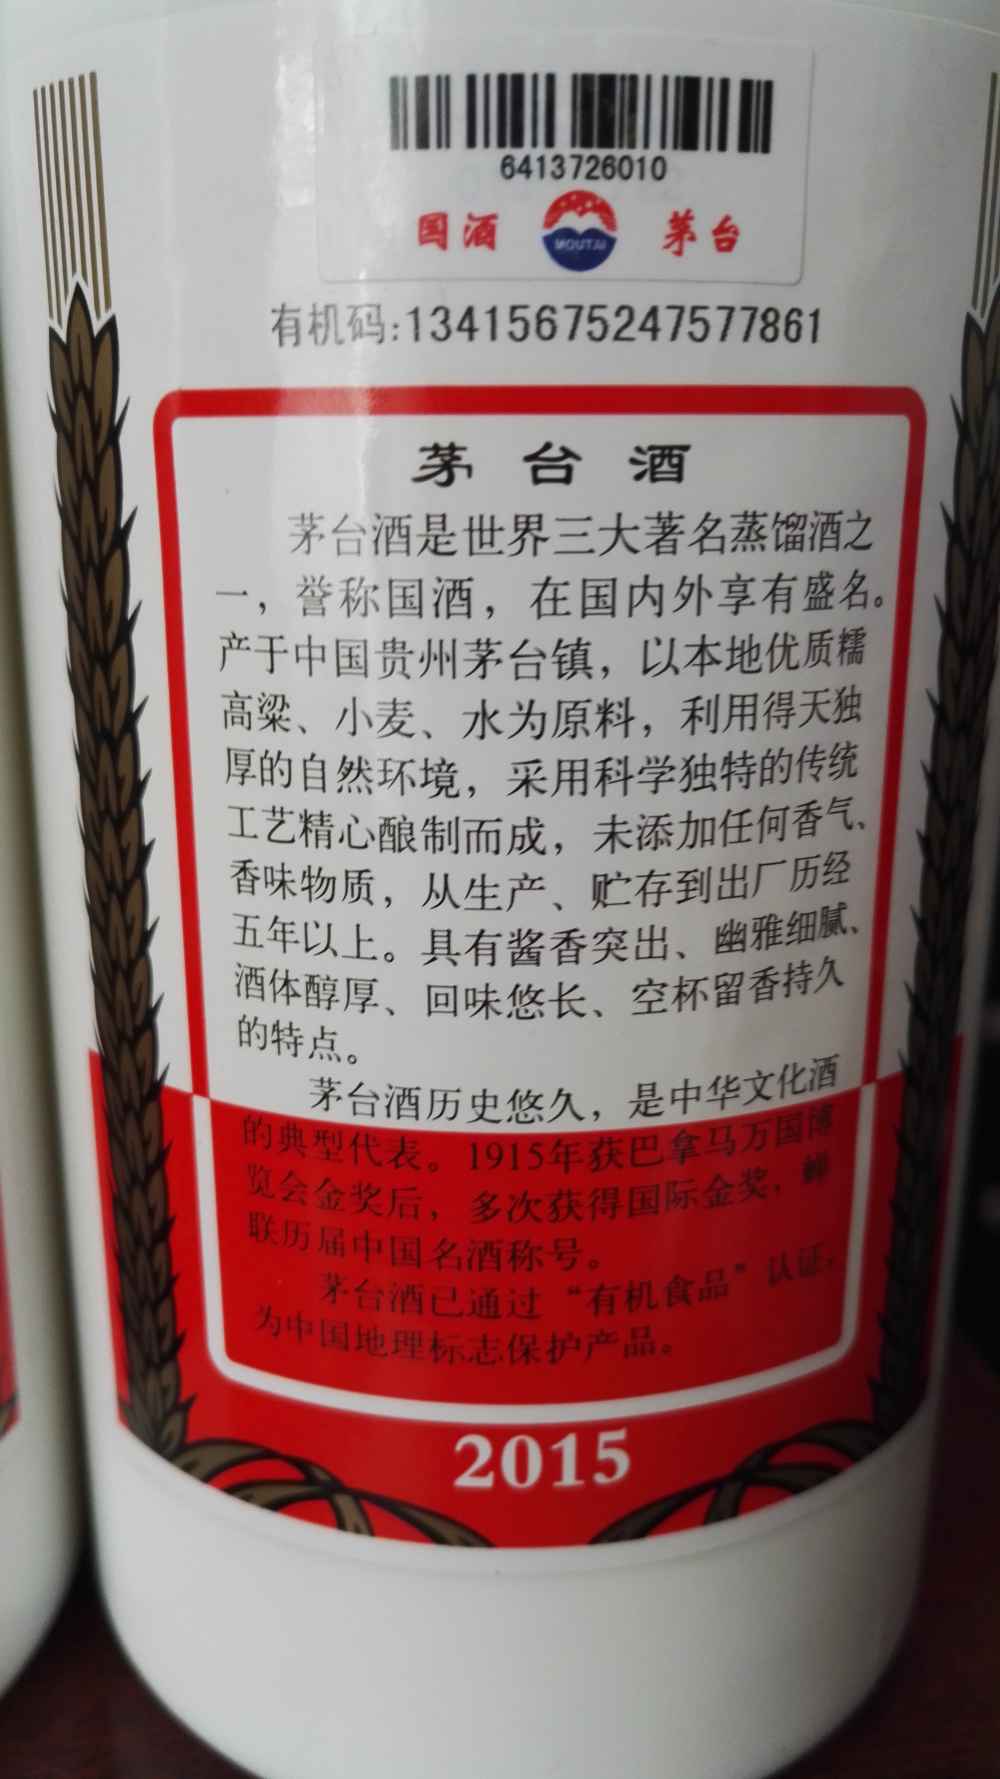 6413726010
国酒 MOUTAI 茅台
有机码:13415675247577861
茅台酒
茅台酒是世界三大著名蒸馏酒之
一，誉称国酒，在国内外享有盛名。
产于中国贵州茅台镇，以本地优质糯
高粱、小麦、水为原料，利用得天独
厚的自然环境，采用科学独特的传统
工艺精心酿制而成，未添加任何香气、
香味物质，从生产、贮存到出厂历经
五年以上。具有酱香突出、幽雅细腻、
酒体醇厚、回味悠长、空杯留香持久
的特点。
茅台酒历史悠久，是中华文化酒
的典型代表。1915年获巴拿马万国博
览会金奖后，多次获得国际金奖，蝉
联历届中国名酒称号。
茅台酒已通过“有机食品”认证，
为中国地理标志保护产品。
2015